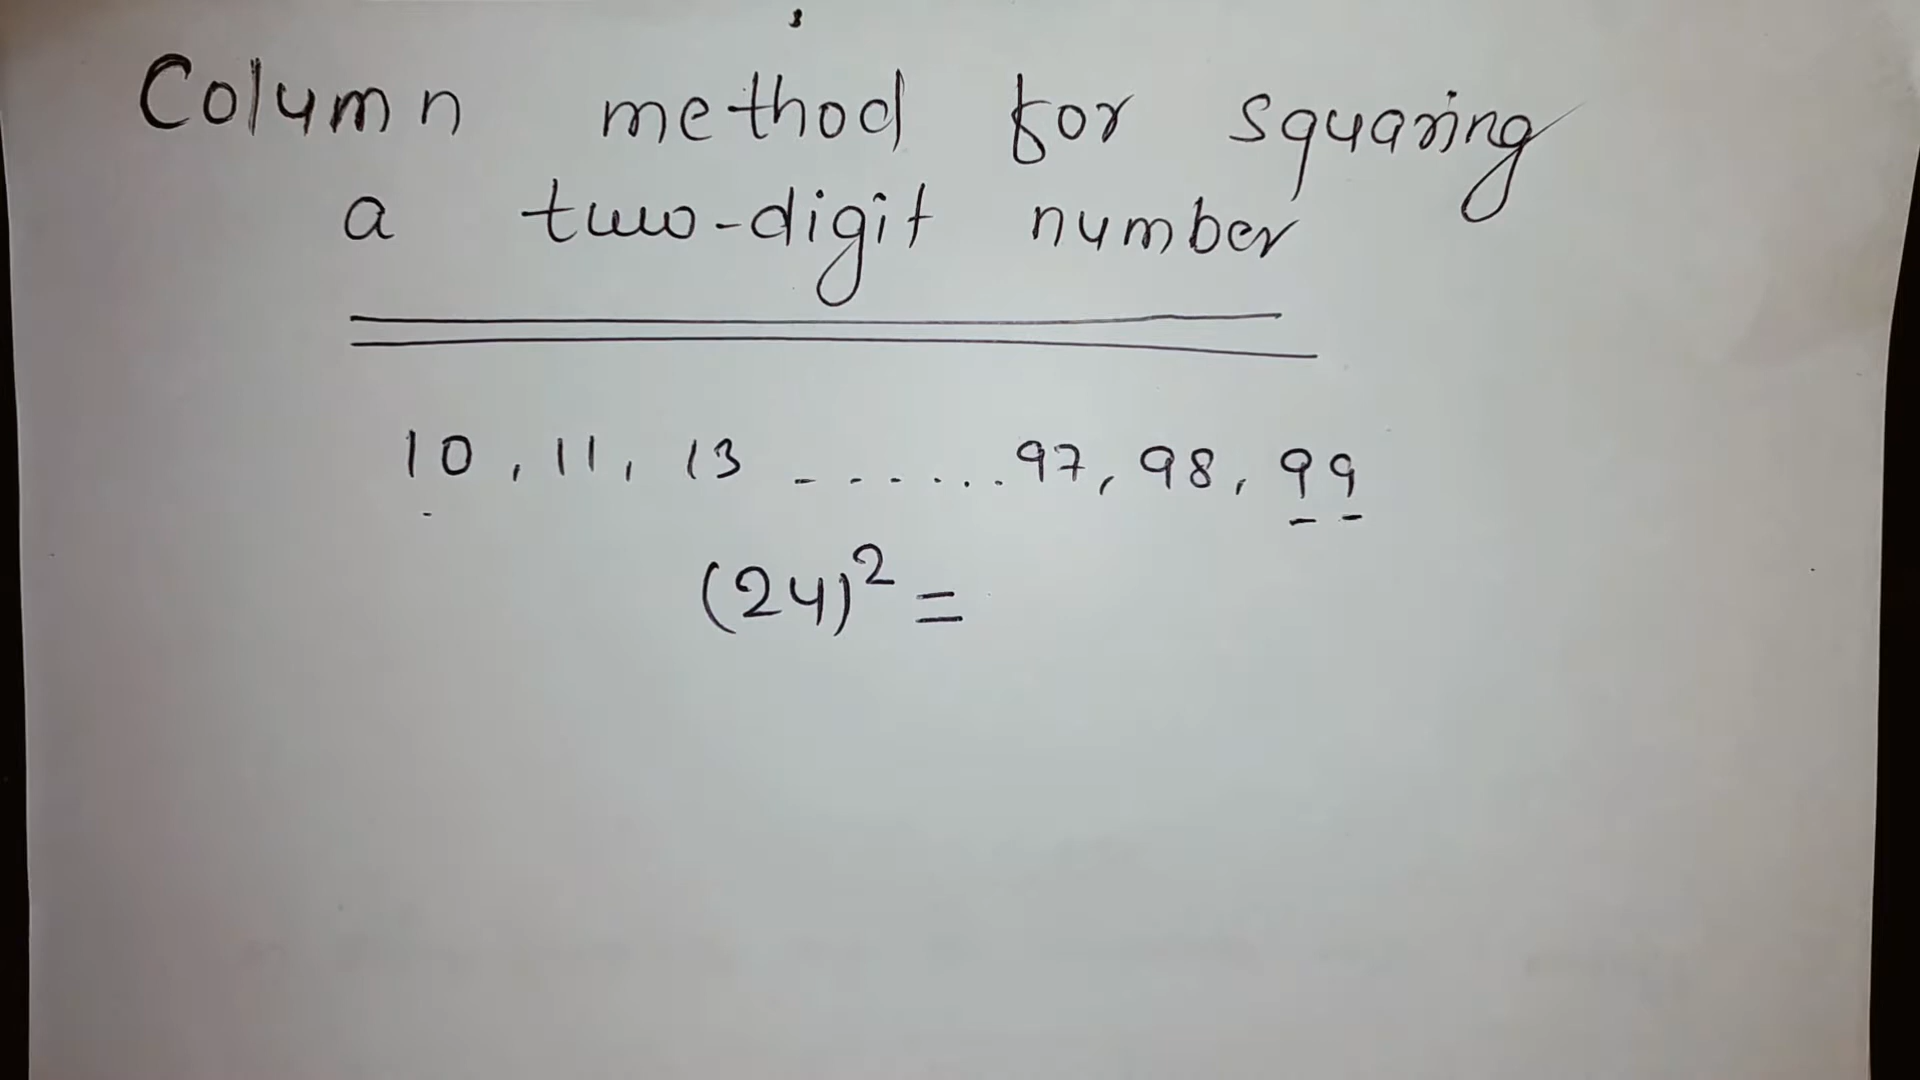 Column method for squaring
a two-digit number
10, 11, 13 - - - - . . . 97, 98, 99
(24)² =